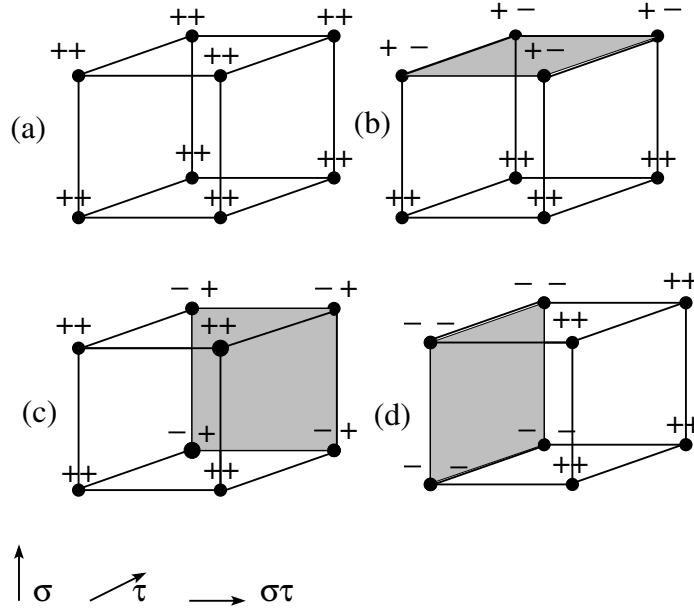 ++ ++ + − + −
++ ++ + − + −
(a) (b)
++ ++ ++ ++
++ ++ ++ ++
− + − + − − ++
++ ++ − − ++
(c) (d)
− + − + − − ++
++ ++ − − ++
σ τ στ